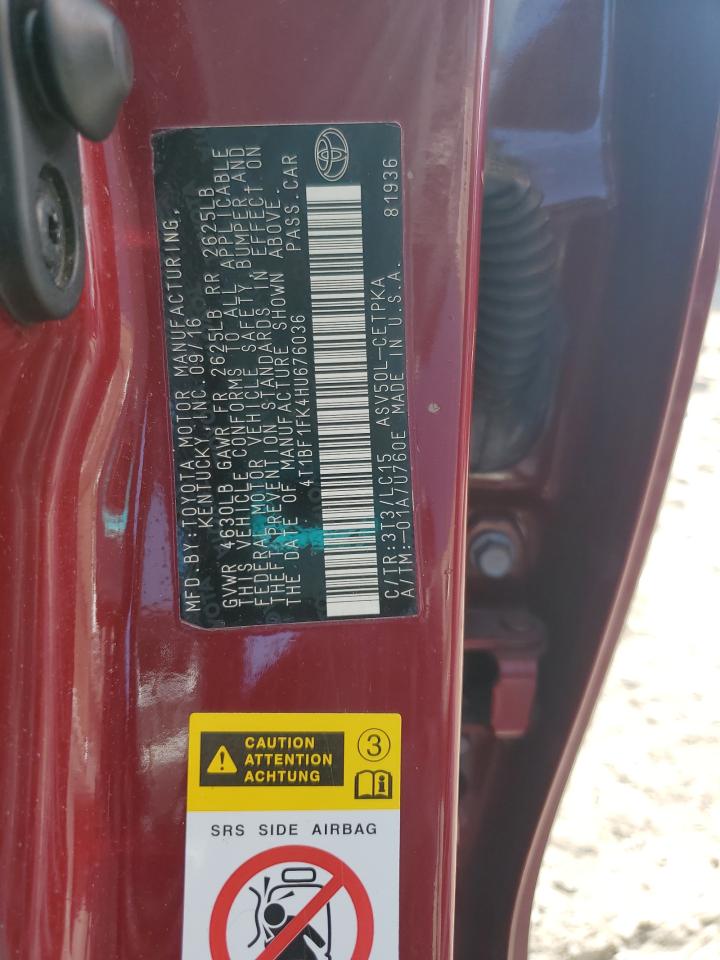 MFD.BY:TOYOTA MOTOR MANUFACTURING,
KENTUCKY, INC. 09/16
GVWR 4630LB GAWR FR 2625LB RR 2625LB
THIS VEHICLE CONFORMS TO ALL APPLICABLE
FEDERAL MOTOR VEHICLE SAFETY, BUMPER, AND
THEFT PREVENTION STANDARDS IN EFFECT ON
THE DATE OF MANUFACTURE SHOWN ABOVE.
4T1BF1FK4HU676036 PASS. CAR
C/TR:3T3/LC15 ASV50L-CETPKA 81936
A/TM:-01A/U760E MADE IN U.S.A.
CAUTION
ATTENTION
ACHTUNG
3
SRS SIDE AIRBAG